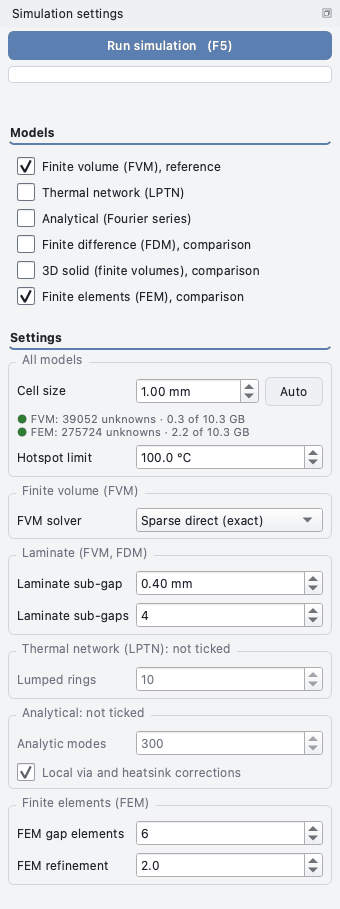 Simulation settings
Run simulation (F5)
Models
Finite volume (FVM), reference
Thermal network (LPTN)
Analytical (Fourier series)
Finite difference (FDM), comparison
3D solid (finite volumes), comparison
Finite elements (FEM), comparison
Settings
All models
Cell size 1.00 mm Auto
FVM: 39052 unknowns · 0.3 of 10.3 GB
FEM: 275724 unknowns · 2.2 of 10.3 GB
Hotspot limit 100.0 °C
Finite volume (FVM)
FVM solver Sparse direct (exact)
Laminate (FVM, FDM)
Laminate sub-gap 0.40 mm
Laminate sub-gaps 4
Thermal network (LPTN): not ticked
Lumped rings 10
Analytical: not ticked
Analytic modes 300
Local via and heatsink corrections
Finite elements (FEM)
FEM gap elements 6
FEM refinement 2.0